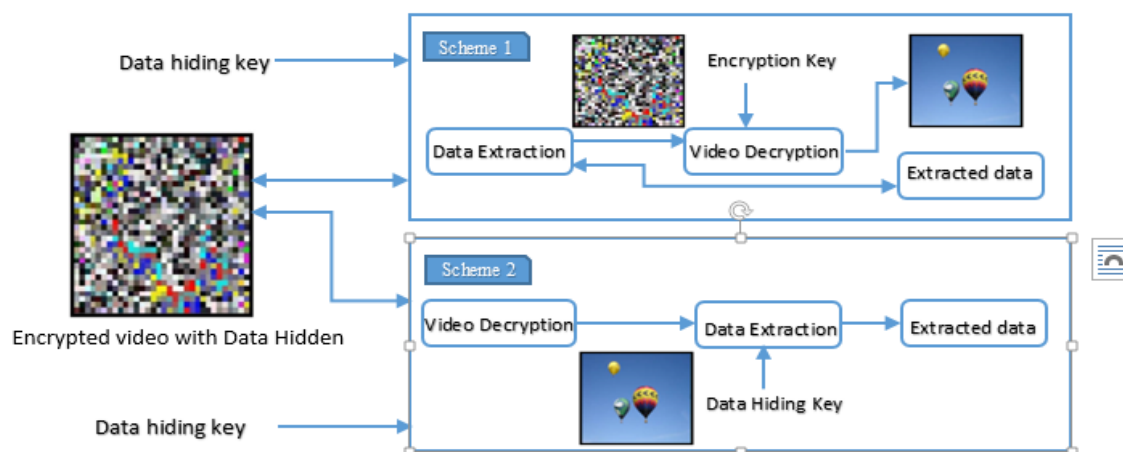 Data hiding key
Scheme 1
Encryption Key
Data Extraction
Video Decryption
Extracted data
Encrypted video with Data Hidden
Scheme 2
Video Decryption
Data Extraction
Extracted data
Data Hiding Key
Data hiding key